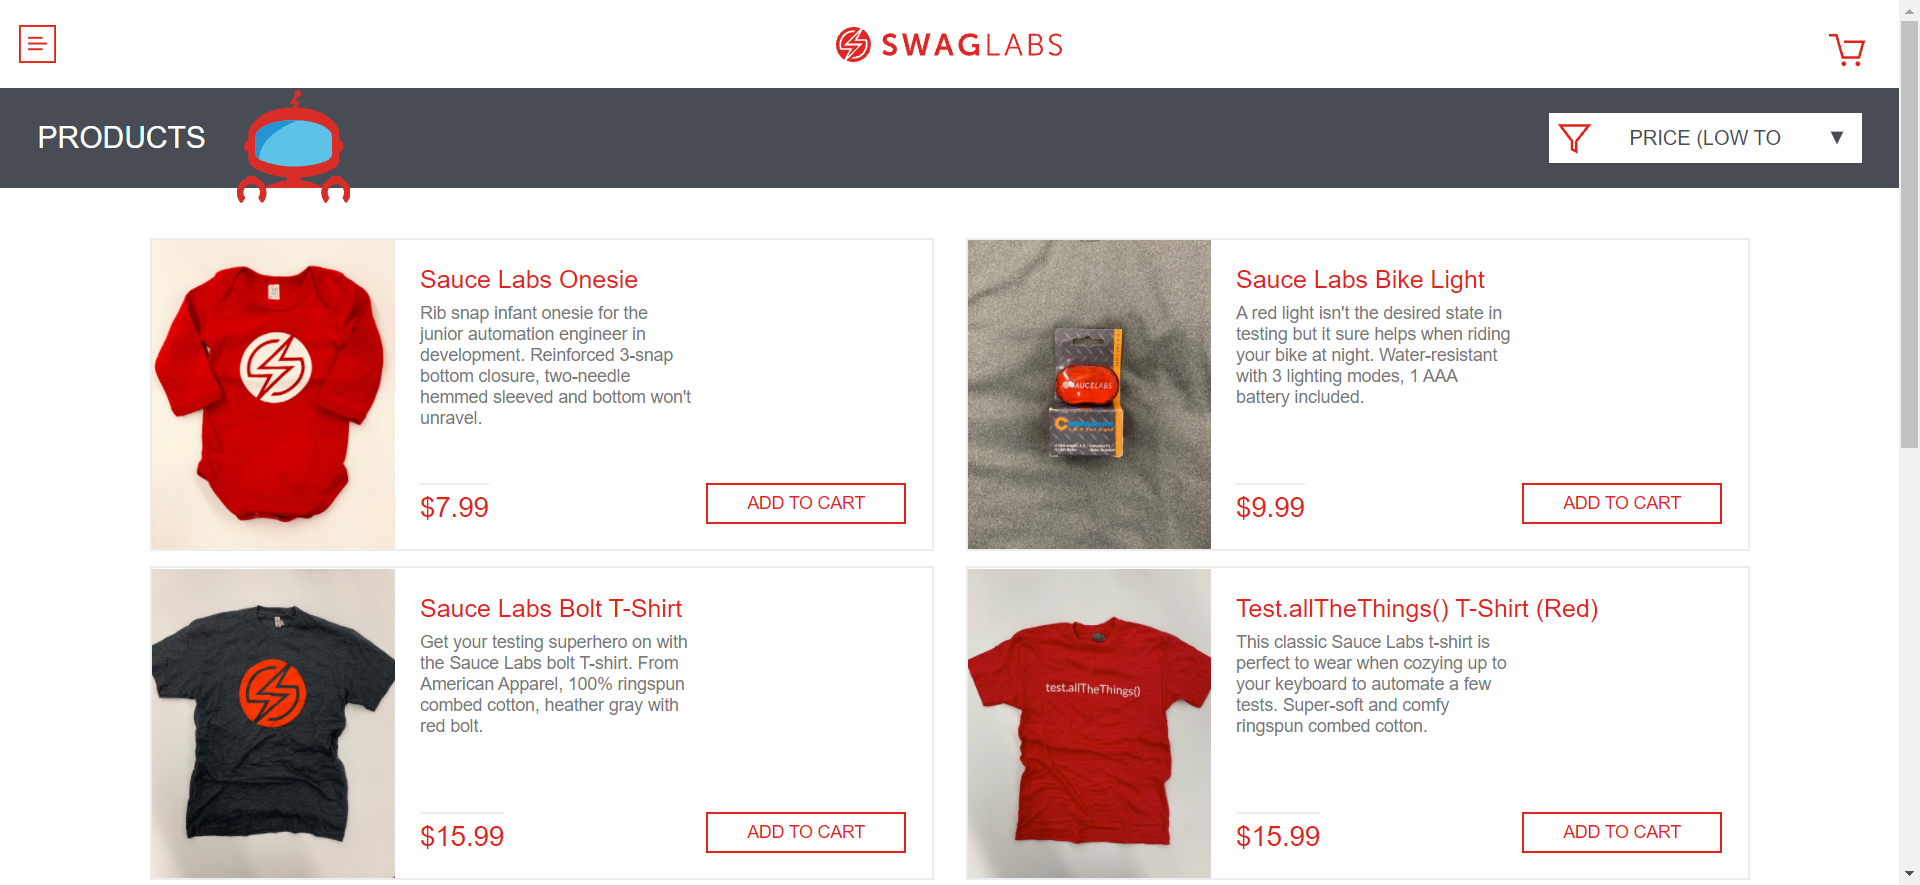 SWAGLABS
PRODUCTS
PRICE (LOW TO
▼
Sauce Labs Onesie
Rib snap infant onesie for the
junior automation engineer in
development. Reinforced 3-snap
bottom closure, two-needle
hemmed sleeved and bottom won't
unravel.
$7.99
ADD TO CART
AUCELABS
Sauce Labs Bike Light
A red light isn't the desired state in
testing but it sure helps when riding
your bike at night. Water-resistant
with 3 lighting modes, 1 AAA
battery included.
$9.99
ADD TO CART
Sauce Labs Bolt T-Shirt
Get your testing superhero on with
the Sauce Labs bolt T-shirt. From
American Apparel, 100% ringspun
combed cotton, heather gray with
red bolt.
$15.99
ADD TO CART
test.allTheThings()
Test.allTheThings() T-Shirt (Red)
This classic Sauce Labs t-shirt is
perfect to wear when cozying up to
your keyboard to automate a few
tests. Super-soft and comfy
ringspun combed cotton.
$15.99
ADD TO CART